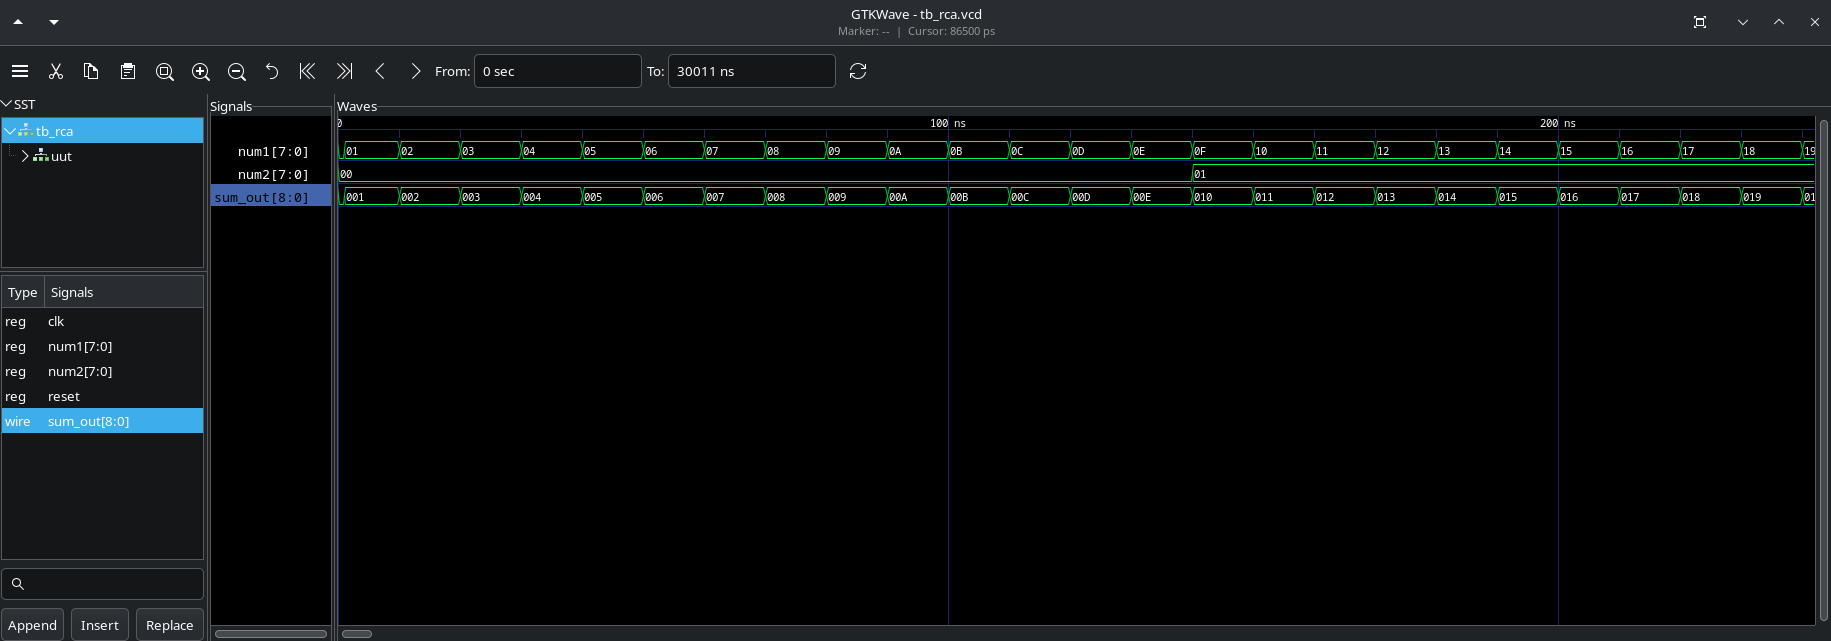 GTKWave - tb_rca.vcd
Marker: -- | Cursor: 86500 ps
From: 0 sec To: 30011 ns
SST
tb_rca
uut
Type Signals
reg clk
reg num1[7:0]
reg num2[7:0]
reg reset
wire sum_out[8:0]
Append Insert Replace
Signals
num1[7:0]
num2[7:0]
sum_out[8:0]
Waves
0 100 ns 200 ns
01 02 03 04 05 06 07 08 09 0A 0B 0C 0D 0E 0F 10 11 12 13 14 15 16 17 18 19
00 01
001 002 003 004 005 006 007 008 009 00A 00B 00C 00D 00E 010 011 012 013 014 015 016 017 018 019 01